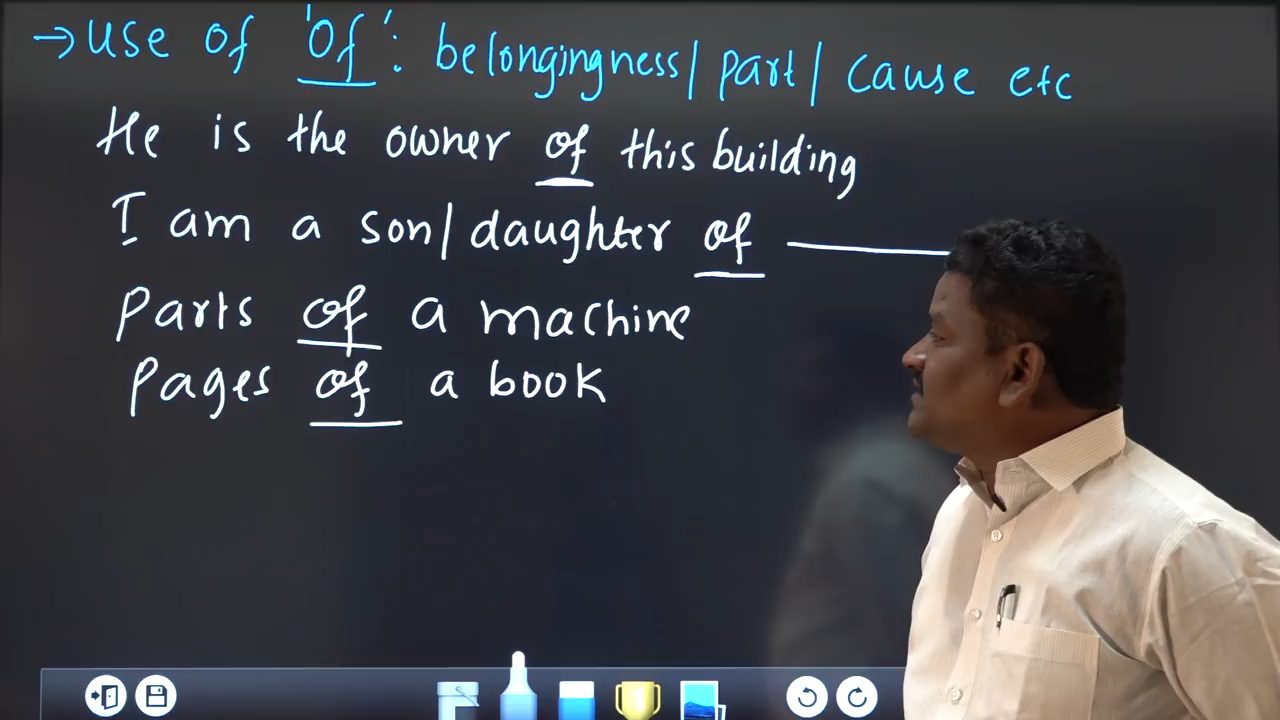 → use of 'of' : belongingness / part / cause etc
He is the owner of this building
I am a son/daughter of ______
Parts of a machine
Pages of a book